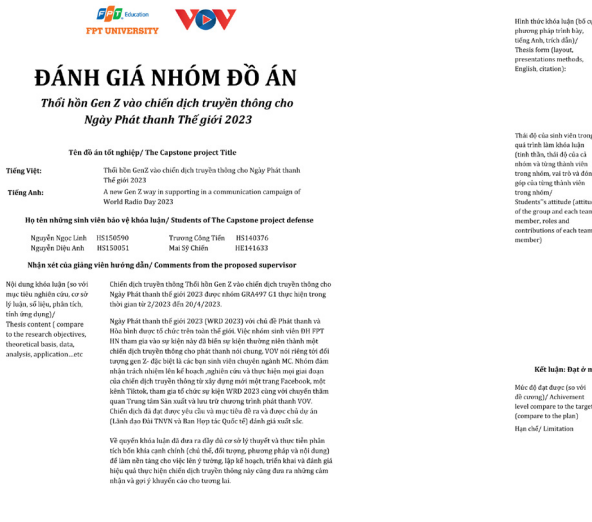 FPT Education
FPT UNIVERSITY
VOV
ĐÁNH GIÁ NHÓM ĐỒ ÁN
Thổi hồn Gen Z vào chiến dịch truyền thông cho
Ngày Phát thanh Thế giới 2023
Tên đồ án tốt nghiệp/ The Capstone project Title
Tiếng Việt: Thổi hồn GenZ vào chiến dịch truyền thông cho Ngày Phát thanh
Thế giới 2023
Tiếng Anh: A new Gen Z way in supporting in a communication campaign of
World Radio Day 2023
Họ tên những sinh viên bảo vệ khóa luận/ Students of The Capstone project defense
Nguyễn Ngọc Linh HS150590 Trương Công Tiến HS140376
Nguyễn Diệu Anh HS150051 Mai Sỹ Chiến HE141633
Nhận xét của giảng viên hướng dẫn/ Comments from the proposed supervisor
Nội dung khóa luận (so với
mục tiêu nghiên cứu, cơ sở
lý luận, số liệu, phân tích,
tính ứng dụng)/
Thesis content ( compare
to the research objectives,
theoretical basis, data,
analysis, application...etc
Chiến dịch truyền thông Thổi hồn Gen Z vào chiến dịch truyền thông cho
Ngày Phát thanh thế giới 2023 được nhóm GRA497 G1 thực hiện trong
thời gian từ 2/2023 đến 20/4/2023.
Ngày Phát thanh thế giới 2023 (WRD 2023) với chủ đề Phát thanh và
Hòa bình được tổ chức trên toàn thế giới. Việc nhóm sinh viên ĐH FPT
HN tham gia vào sự kiện này đã biến sự kiện thường niên thành một
chiến dịch truyền thông cho phát thanh nói chung, VOV nói riêng tới đối
tượng gen Z- đặc biệt là các bạn sinh viên chuyên ngành MC. Nhóm đảm
nhận trách nhiệm lên kế hoạch ,nghiên cứu và thực hiện mọi giai đoạn
của chiến dịch truyền thông từ xây dựng mới một trang Facebook, một
kênh Tiktok, tham gia tổ chức sự kiện WRD 2023 cùng với chuyến thăm
quan Trung tâm Sản xuất và lưu trữ chương trình phát thanh VOV.
Chiến dịch đã đạt được yêu cầu và mục tiêu đề ra và được chủ dự án
(Lãnh đạo Đài TNVN và Ban Hợp tác Quốc tế) đánh giá xuất sắc.
Về quyển khóa luận đã đưa ra đầy đủ cơ sở lý thuyết và thực tiễn phân
tích bốn khía cạnh chính (chủ thể, đối tượng, phương pháp và nội dung)
để làm nền tảng cho việc lên ý tưởng, lập kế hoạch, triển khai và đánh giá
hiệu quả thực hiện chiến dịch truyền thông này cũng đưa ra những cảm
nhận và gợi ý khuyến cáo cho tương lai.
Hình thức khóa luận (bố cục
phương pháp trình bày,
tiếng Anh, trích dẫn)/
Thesis form (layout,
presentations methods,
English, citation):
Thái độ của sinh viên trong
quá trình làm khóa luận
(tinh thần, thái độ của cả
nhóm và từng thành viên
trong nhóm, vai trò và đóng
góp của từng thành viên
trong nhóm/
Students"s attitude (attitude
of the group and each team
member, roles and
contributions of each team
member)
Kết luận: Đạt ở
Mức độ đạt được (so với
đề cương)/ Achivement
level compare to the target
(compare to the plan)
Hạn chế/ Limitation